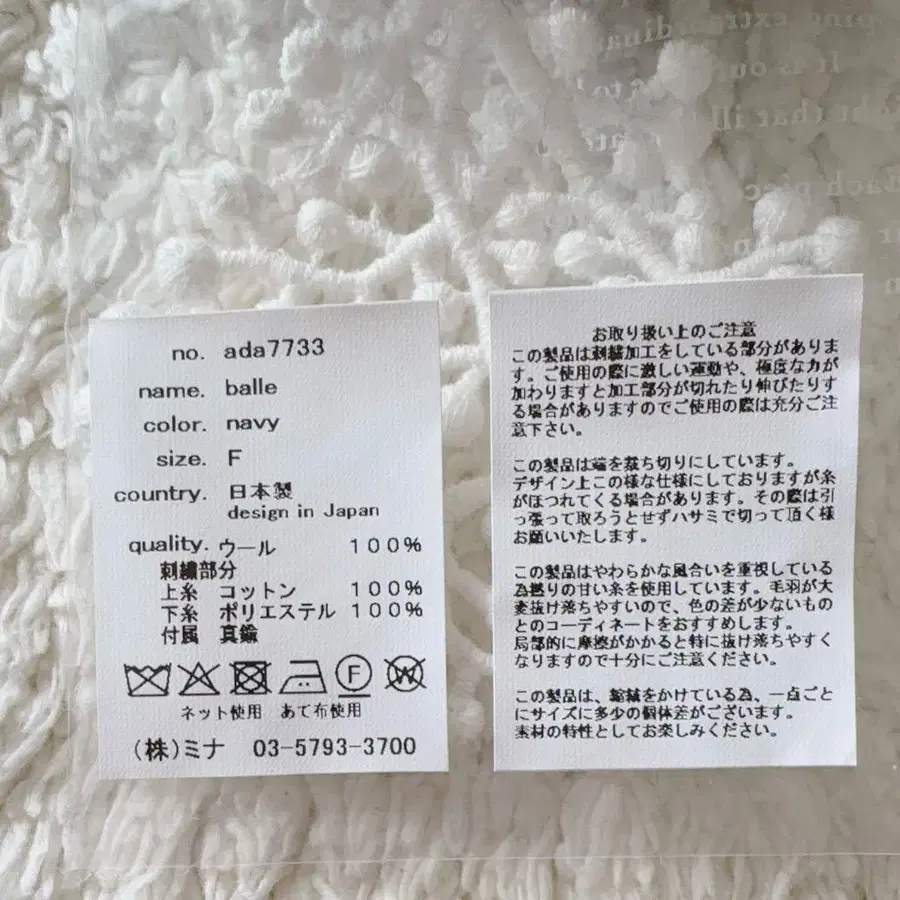 no. ada7733
name. balle
color. navy
size. F
country. 日本製
design in Japan
quality. ウール 100%
刺繍部分
上糸 コットン 100%
下糸 ポリエステル 100%
付属 真鍮
P W
ネット使用 あて布使用
(株)ミナ 03-5793-3700
お取り扱い上のご注意
この製品は刺繍加工をしている部分がありま
す。ご使用の際に激しい運動や、極度な力が
加わりますと加工部分が切れたり伸びたりす
る場合がありますのでご使用の際は充分ご注
意下さい。
この製品は端を裁ち切りにしています。
デザイン上この様な仕様にしておりますが糸
がほつれてくる場合があります。その際は引
っ張って取ろうとせずハサミで切って頂く様
お願いいたします。
この製品はやわらかな風合いを重視している
為撚りの甘い糸を使用しています。毛羽が大
変抜け落ちやすいので、色の差が少ないもの
とのコーディネートをおすすめします。
局部的に摩擦がかかると特に抜け落ちやすく
なりますので十分にご注意ください。
この製品は、縮絨をかけている為、一点ごと
にサイズに多少の個体差がございます。
素材の特性としてお楽しみください。